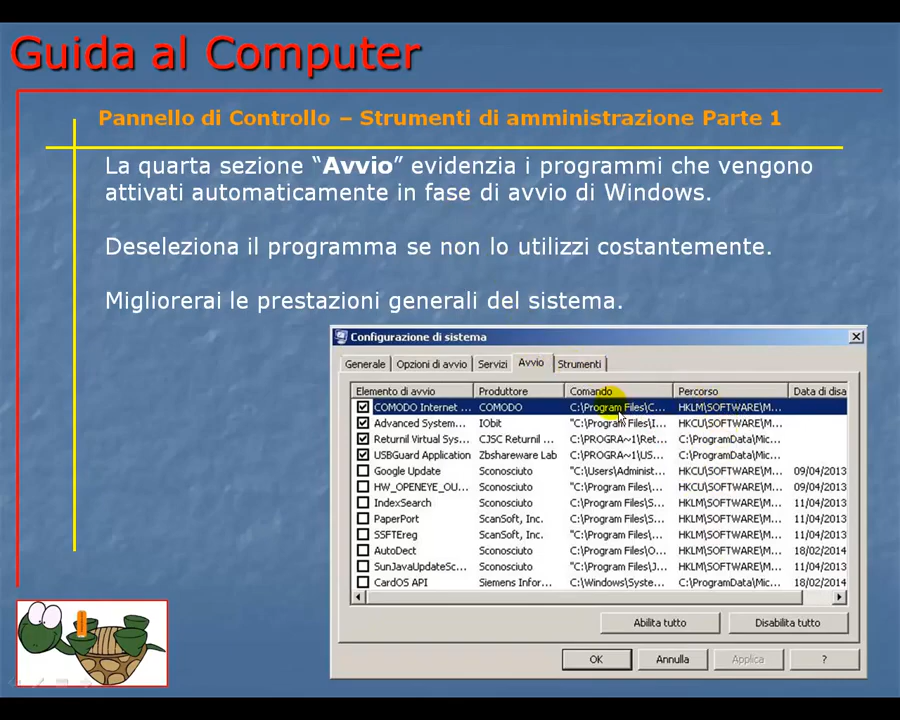 Guida al Computer
Pannello di Controllo – Strumenti di amministrazione Parte 1
La quarta sezione “Avvio” evidenzia i programmi che vengono
attivati automaticamente in fase di avvio di Windows.
Deseleziona il programma se non lo utilizzi costantemente.
Migliorerai le prestazioni generali del sistema.
Configurazione di sistema
Generale Opzioni di avvio Servizi Avvio Strumenti
Elemento di avvio Produttore Comando Percorso Data di disa
COMODO Internet ... COMODO C:\Program Files\C... HKLM\SOFTWARE\M...
Advanced System... IObit "C:\Program Files\I... HKCU\SOFTWARE\M...
Returnil Virtual Sys... CJSC Returnil ... C:\PROGRA~1\Ret... C:\ProgramData\Mic...
USBGuard Application Zbshareware Lab C:\PROGRA~1\US... C:\ProgramData\Mic...
Google Update Sconosciuto "C:\Users\Administ... HKCU\SOFTWARE\M... 09/04/2013
HW_OPENEYE_OU... Sconosciuto "C:\Program Files\... HKCU\SOFTWARE\M... 09/04/2013
IndexSearch Sconosciuto "C:\Program Files\S... HKLM\SOFTWARE\M... 11/04/2013
PaperPort ScanSoft, Inc. C:\Program Files\S... HKLM\SOFTWARE\M... 11/04/2013
SSFTEreg ScanSoft, Inc. "C:\Program Files\... HKLM\SOFTWARE\M... 11/04/2013
AutoDect Sconosciuto C:\Program Files\O... HKLM\SOFTWARE\M... 18/02/2014
SunJavaUpdateSc... Sconosciuto "C:\Program Files\J... HKLM\SOFTWARE\M... 11/04/2013
CardOS API Siemens Infor... C:\Windows\Syste... C:\ProgramData\Mic... 18/02/2014
Abilita tutto Disabilita tutto
OK Annulla Applica ?